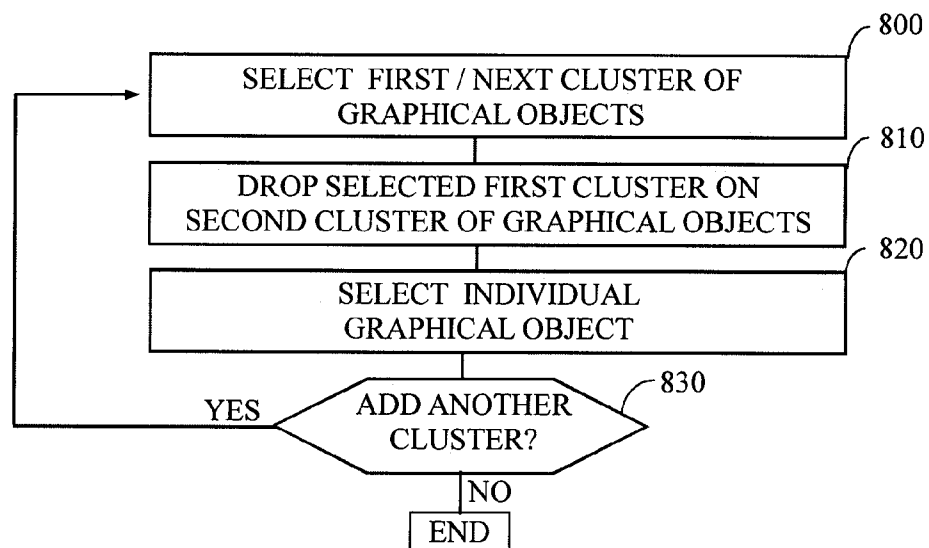 800
SELECT FIRST / NEXT CLUSTER OF
GRAPHICAL OBJECTS
810
DROP SELECTED FIRST CLUSTER ON
SECOND CLUSTER OF GRAPHICAL OBJECTS
820
SELECT INDIVIDUAL
GRAPHICAL OBJECT
830
YES
ADD ANOTHER
CLUSTER?
NO
END